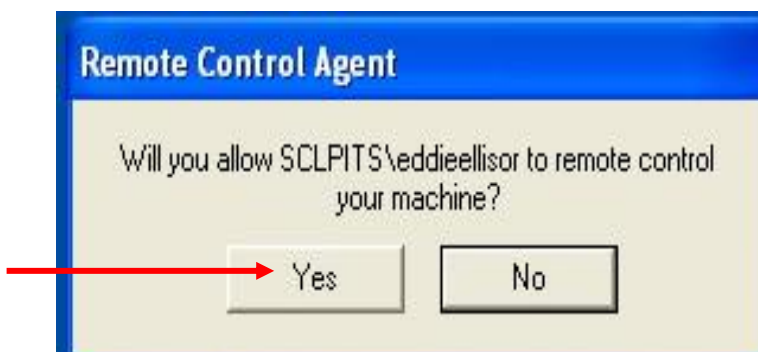 Remote Control Agent
Will you allow SCLPITS\eddieellisor to remote control
your machine?
Yes
No